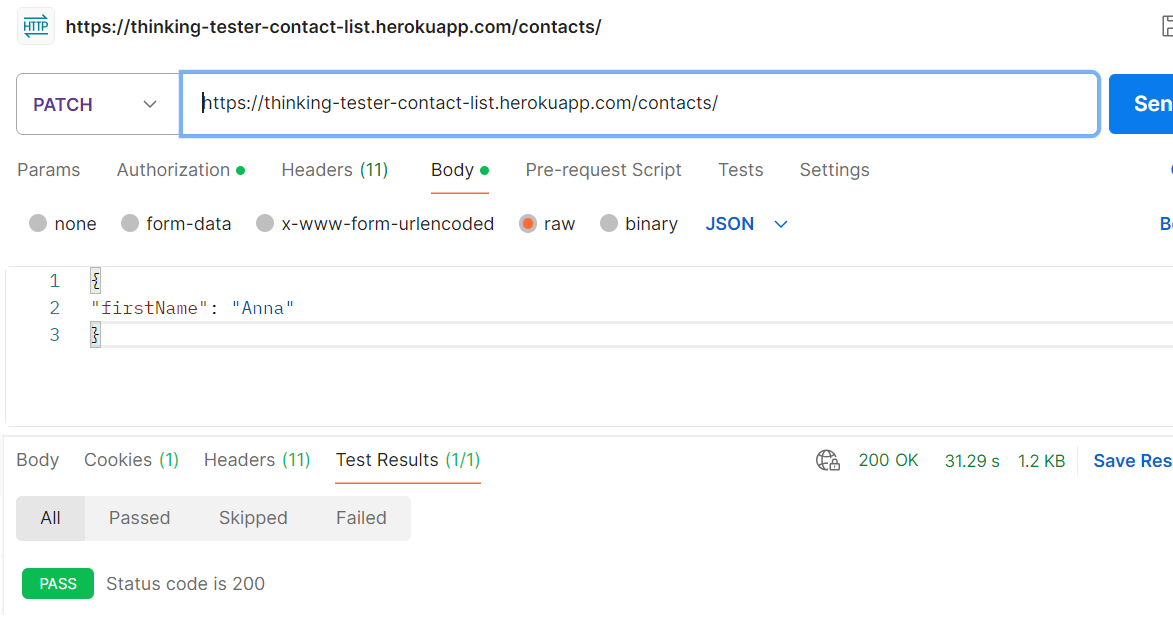 HTTP https://thinking-tester-contact-list.herokuapp.com/contacts/
PATCH https://thinking-tester-contact-list.herokuapp.com/contacts/ Sen
Params Authorization Headers (11) Body Pre-request Script Tests Settings
none form-data x-www-form-urlencoded raw binary JSON Be
1 {
2 "firstName": "Anna"
3 }
Body Cookies (1) Headers (11) Test Results (1/1) 200 OK 31.29 s 1.2 KB Save Res
All Passed Skipped Failed
PASS Status code is 200